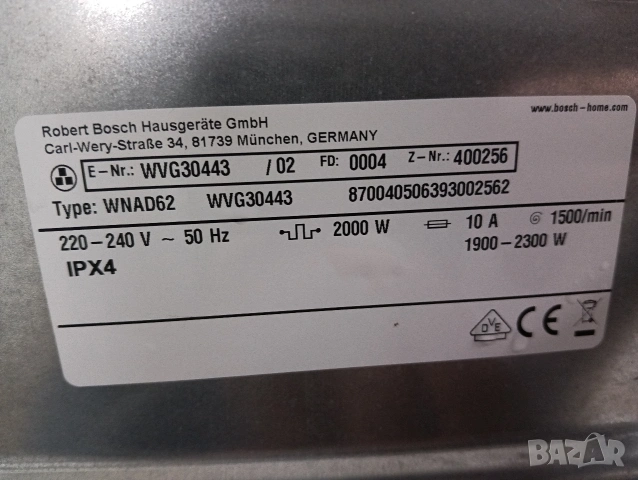 www.bosch-home.com
Robert Bosch Hausgeräte GmbH
Carl-Wery-Straße 34, 81739 München, GERMANY
E-Nr.: WVG30443 / 02 FD: 0004 Z-Nr.: 400256
Type: WNAD62 WVG30443 870040506393002562
220-240 V ~ 50 Hz 2000 W 10 A 1500/min
1900-2300 W
IPX4
DVE CE
BAZAR